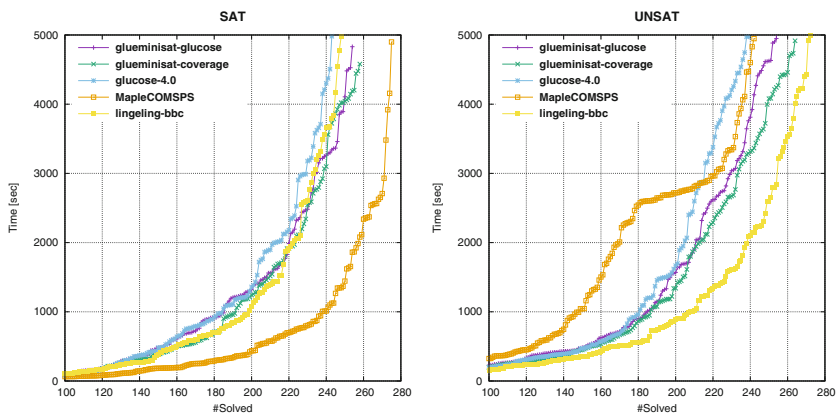 SAT
5000
4000
3000
2000
1000
0
Time [sec]
glueminisat-glucose
glueminisat-coverage
glucose-4.0
MapleCOMSPS
lingeling-bbc
100 120 140 160 180 200 220 240 260 280
#Solved
UNSAT
5000
4000
3000
2000
1000
0
Time [sec]
glueminisat-glucose
glueminisat-coverage
glucose-4.0
MapleCOMSPS
lingeling-bbc
100 120 140 160 180 200 220 240 260 280
#Solved